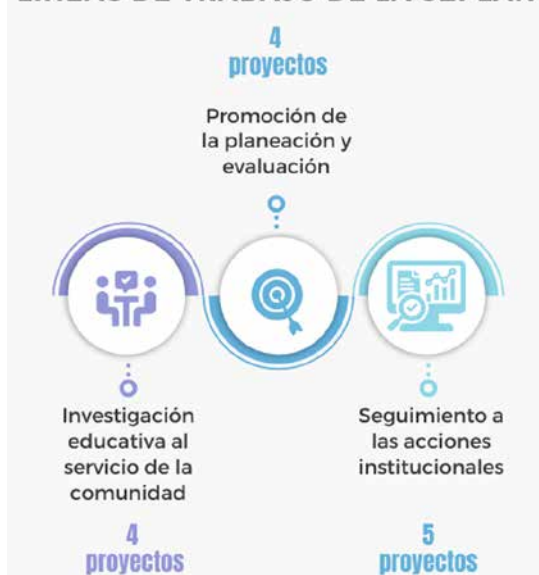 4
proyectos
Promoción de
la planeación y
evaluación
Investigación
educativa al
servicio de la
comunidad
4
proyectos
Seguimiento a
las acciones
institucionales
5
proyectos